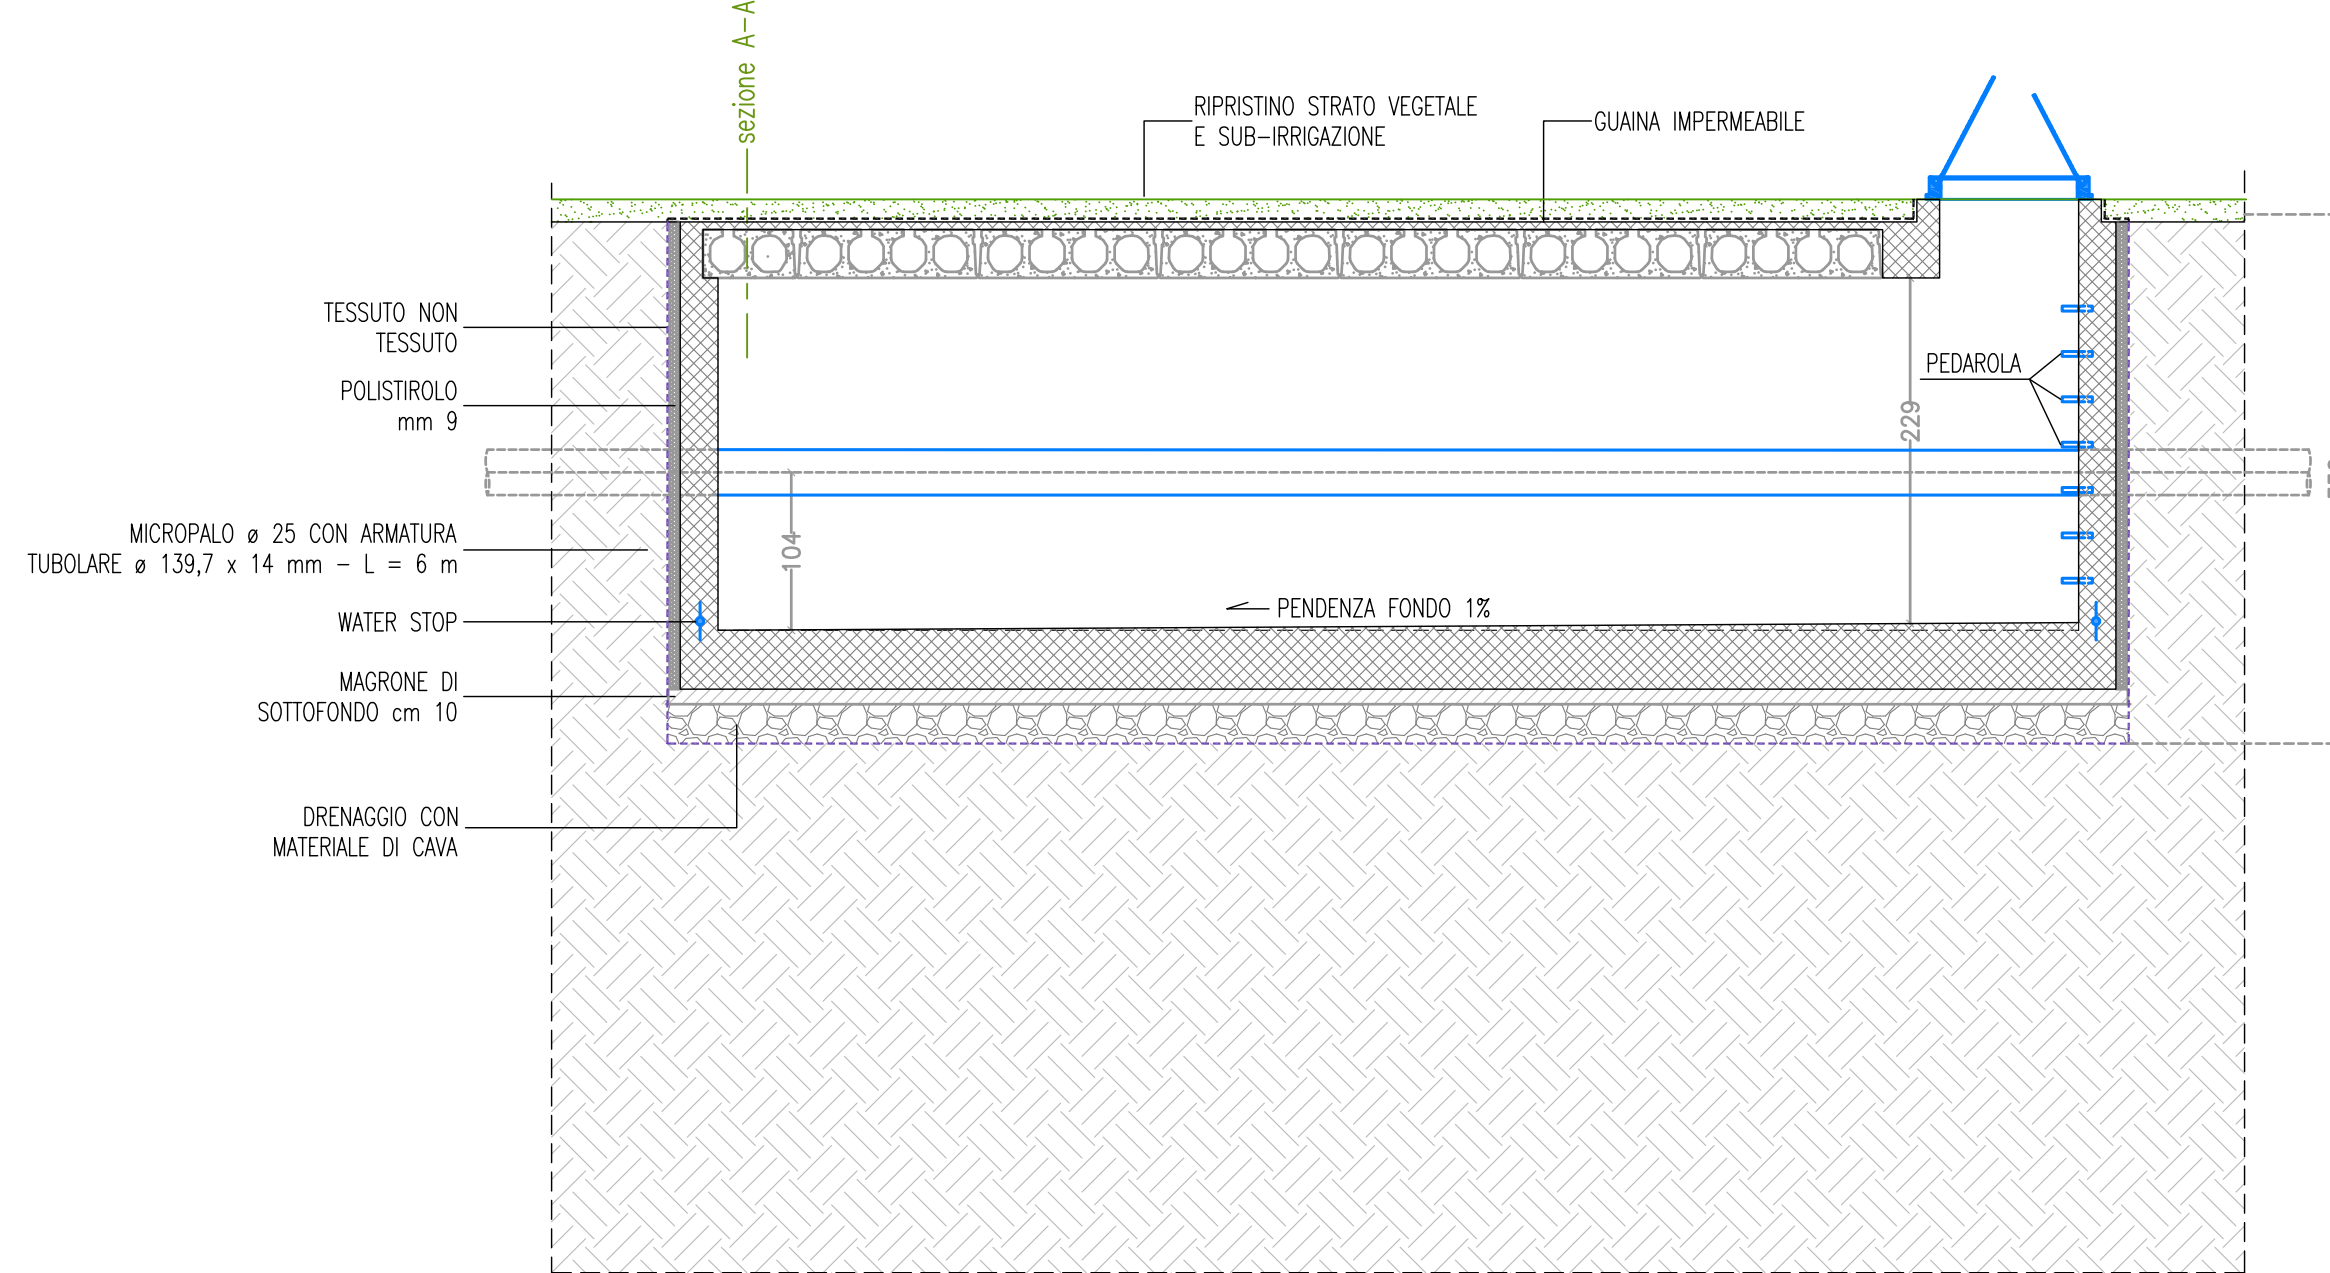 sezione A-A
RIPRISTINO STRATO VEGETALE
E SUB-IRRIGAZIONE
GUAINA IMPERMEABILE
TESSUTO NON
TESSUTO
POLISTIROLO
mm 9
PEDAROLA
229
104
MICROPALO ø 25 CON ARMATURA
TUBOLARE ø 139,7 x 14 mm - L = 6 m
PENDENZA FONDO 1%
WATER STOP
MAGRONE DI
SOTTOFONDO cm 10
DRENAGGIO CON
MATERIALE DI CAVA